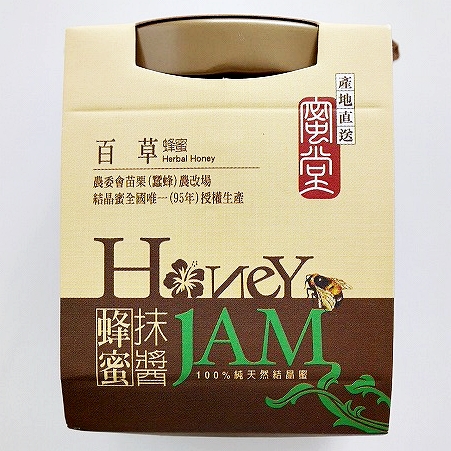 產地直送
蜜堂
百草 蜂蜜
Herbal Honey
農委會苗栗(蠶蜂)農改場
結晶蜜全國唯一(95年)授權生產
HoNeY
JAM
蜂蜜
抹醬
100%純天然結晶蜜